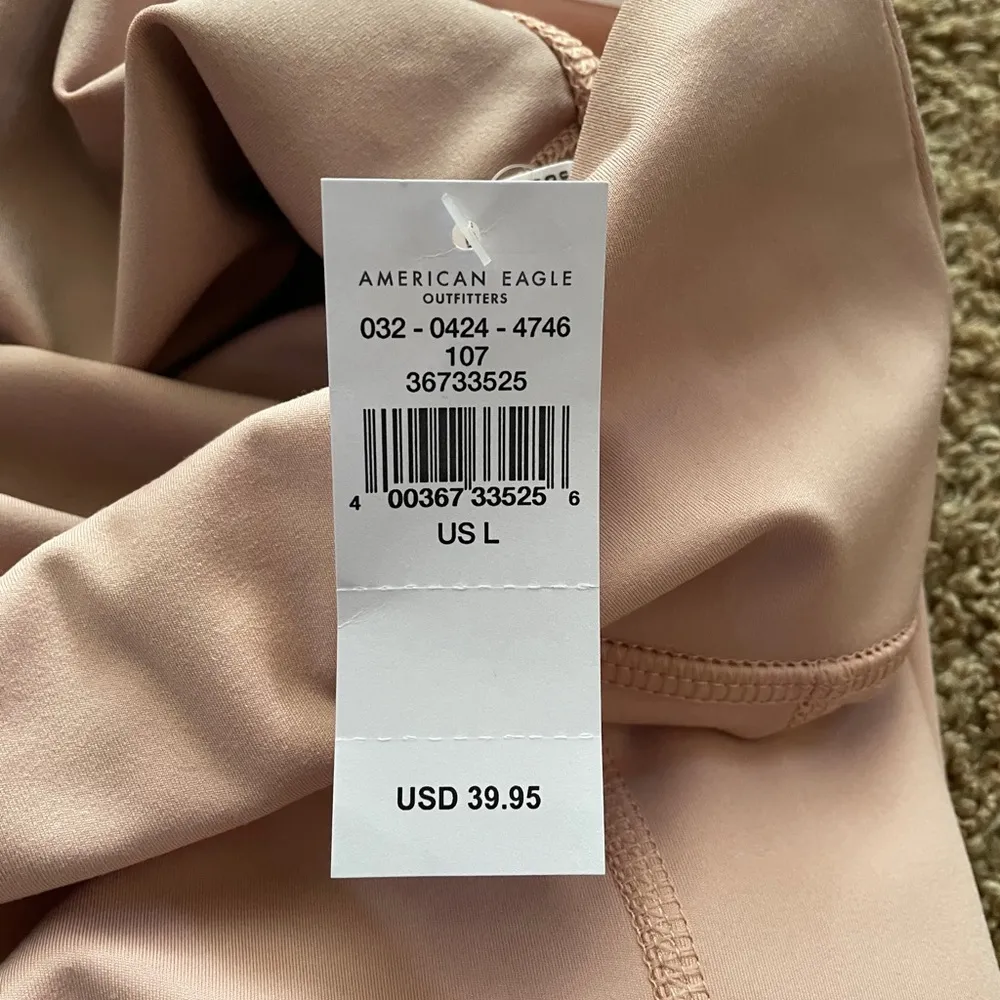 AMERICAN EAGLE
OUTFITTERS
032 - 0424 - 4746
107
36733525
4 00367 33525 6
US L
USD 39.95